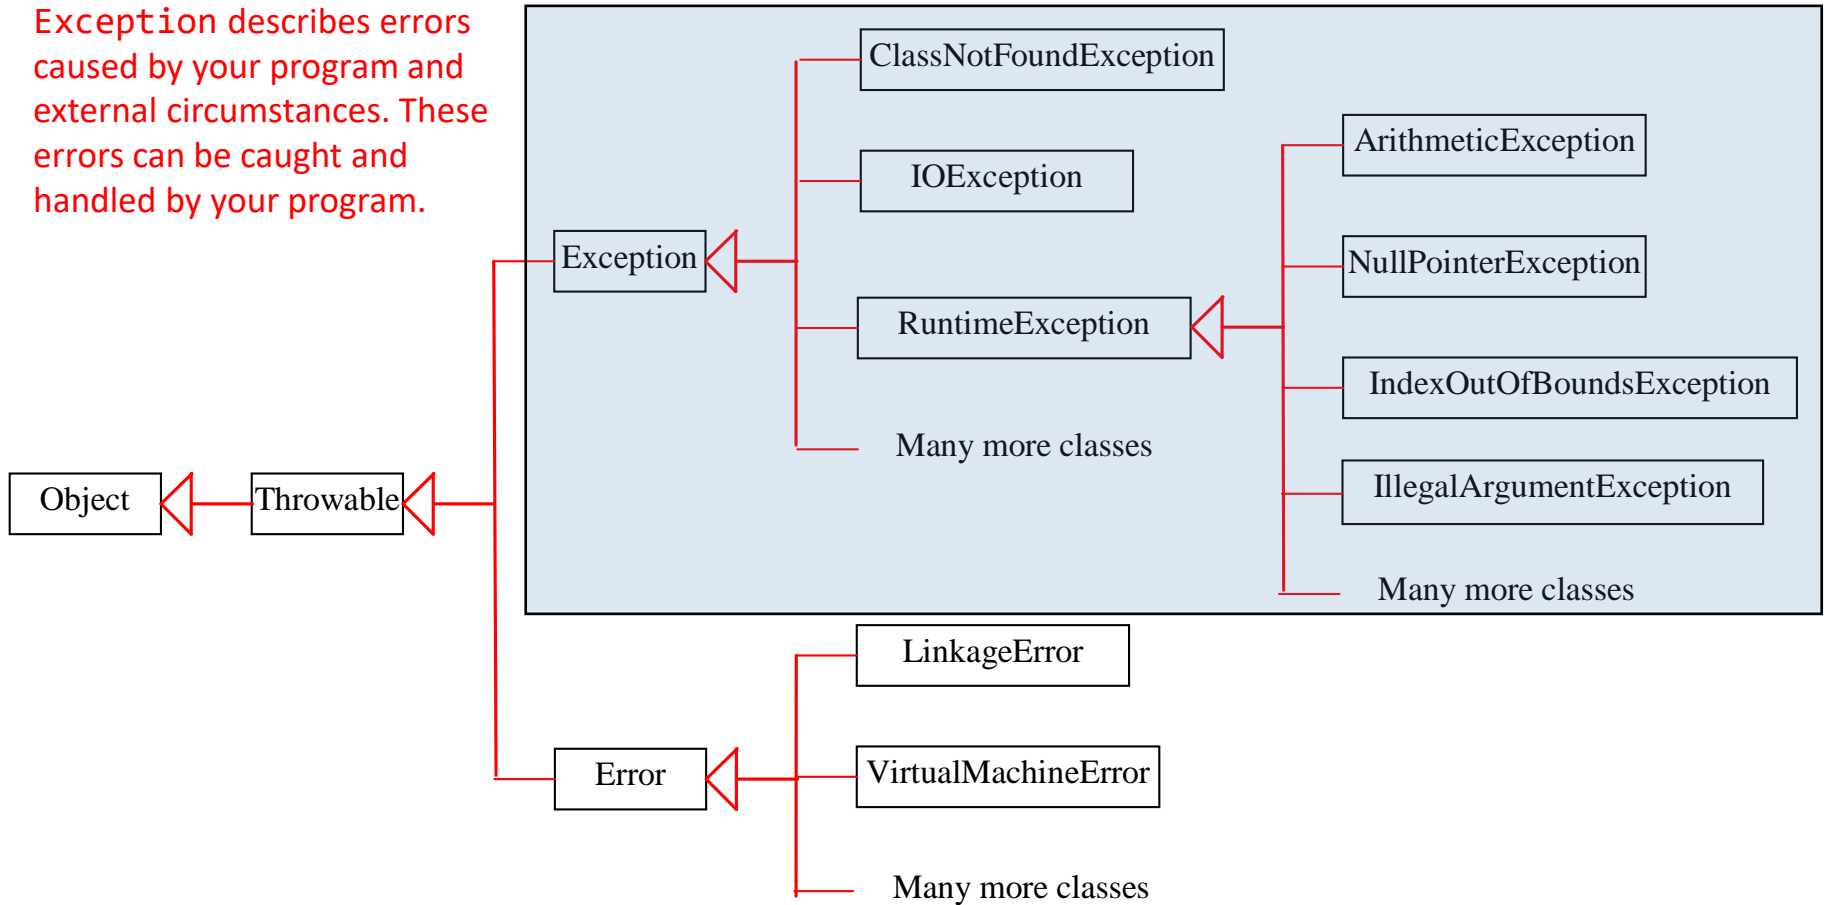 Exception describes errors
caused by your program and
external circumstances. These
errors can be caught and
handled by your program.
ClassNotFoundException
ArithmeticException
IOException
Exception
NullPointerException
RuntimeException
IndexOutOfBoundsException
Many more classes
IllegalArgumentException
Object
Throwable
Many more classes
LinkageError
Error
VirtualMachineError
Many more classes